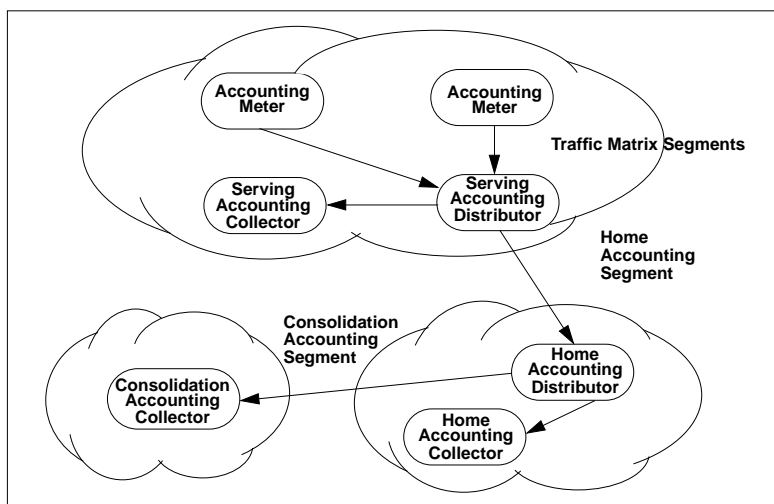 Accounting
Meter
Accounting
Meter
Traffic Matrix Segments
Serving
Accounting
Collector
Serving
Accounting
Distributor
Home
Accounting
Segment
Consolidation
Accounting
Segment
Home
Accounting
Distributor
Consolidation
Accounting
Collector
Home
Accounting
Collector